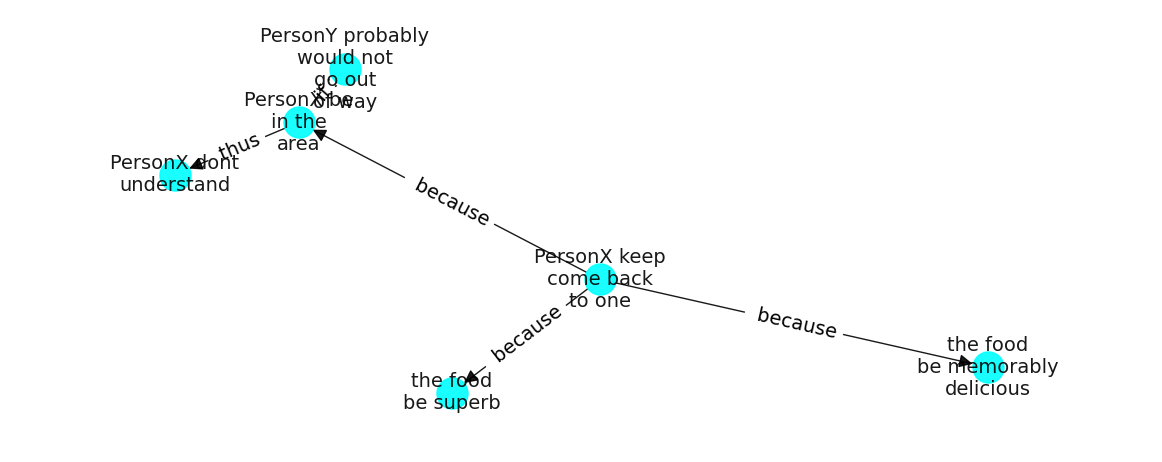 PersonY probably
would not
go out
of way
if
PersonX be
in the
area
thus
PersonX dont
understand
because
PersonX keep
come back
to one
because
because
the food
be memorably
delicious
the food
be superb